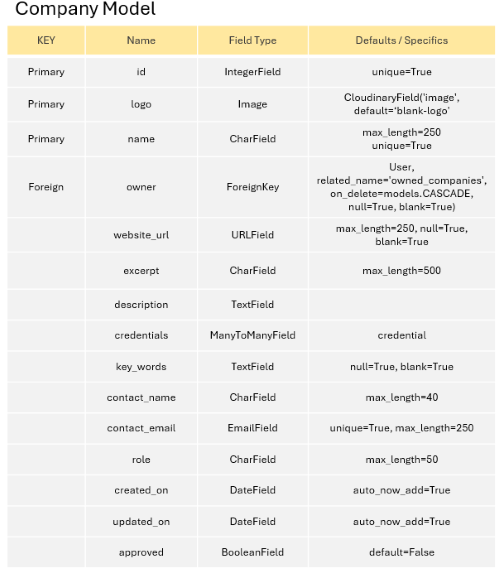 Company Model
KEY Name Field Type Defaults / Specifics
Primary id IntegerField unique=True
Primary logo Image CloudinaryField('image',
default='blank-logo'
Primary name CharField max_length=250
unique=True
Foreign owner ForeignKey User,
related_name='owned_companies',
on_delete=models.CASCADE,
null=True, blank=True)
website_url URLField max_length=250, null=True,
blank=True
excerpt CharField max_length=500
description TextField
credentials ManyToManyField credential
key_words TextField null=True, blank=True
contact_name CharField max_length=40
contact_email EmailField unique=True, max_length=250
role CharField max_length=50
created_on DateField auto_now_add=True
updated_on DateField auto_now_add=True
approved BooleanField default=False